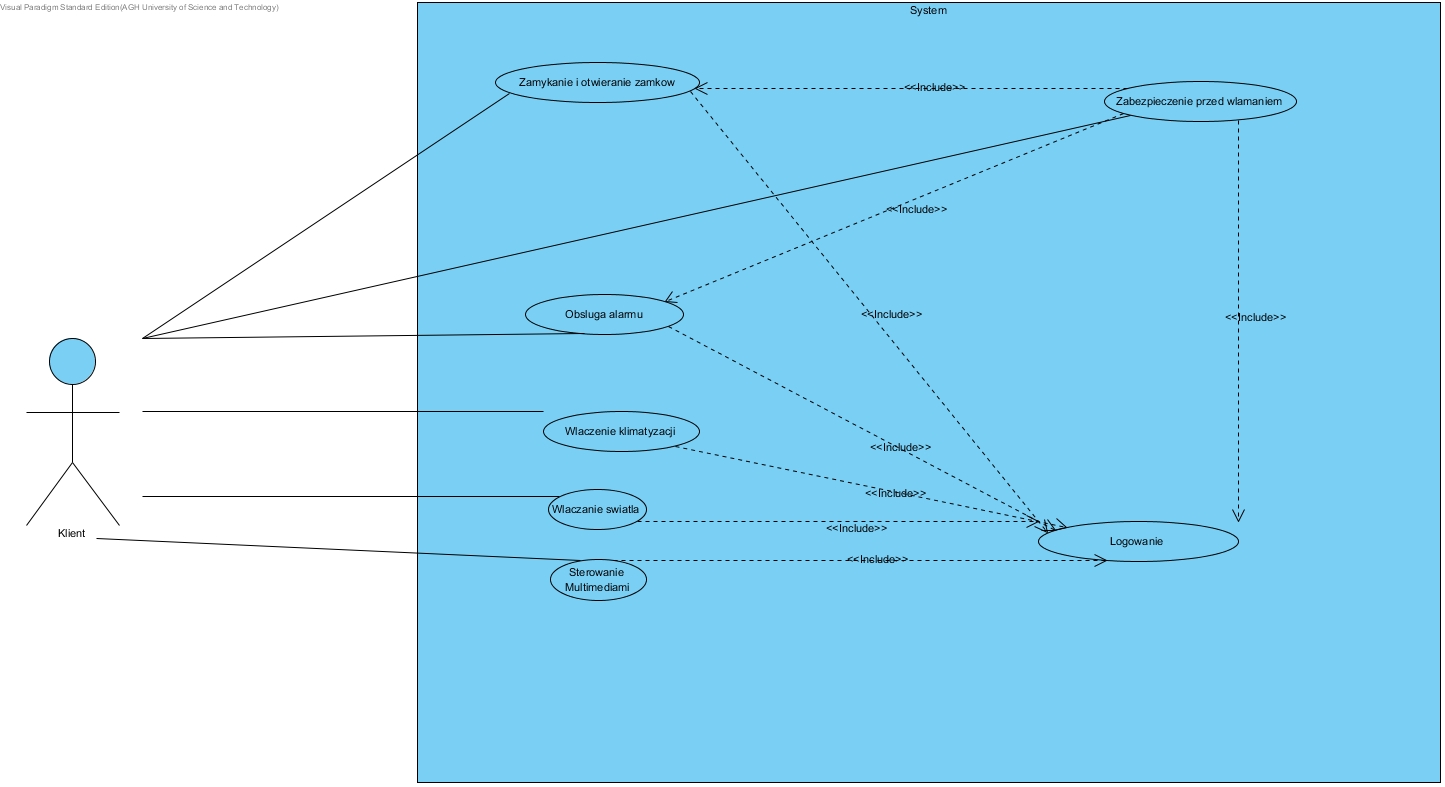 Visual Paradigm Standard Edition(AGH University of Science and Technology)
System
Zamykanie i otwieranie zamkow
<<Include>>
Zabezpieczenie przed wlamaniem
<<Include>>
Obsluga alarmu
<<Include>>
<<Include>>
Wlaczenie klimatyzacji
<<Include>>
<<Include>>
Wlaczanie swiatla
<<Include>>
Klient
Logowanie
<<Include>>
Sterowanie
Multimediami